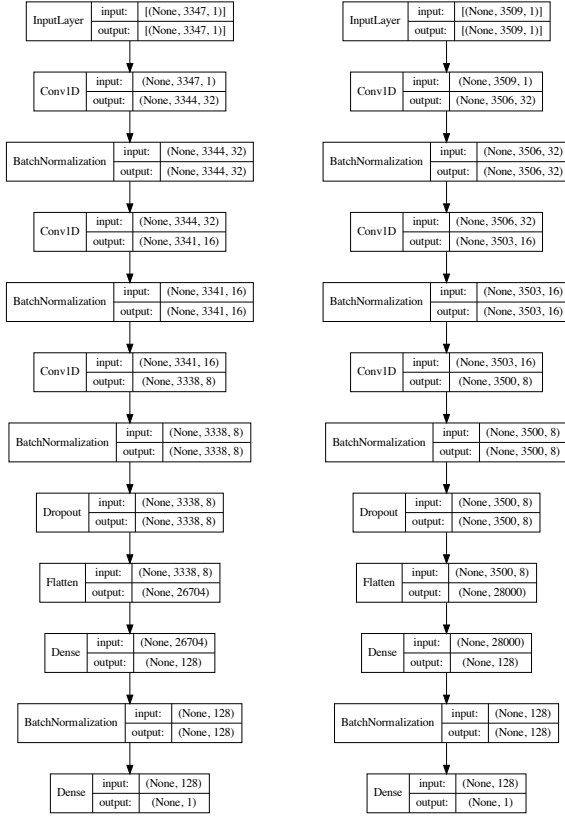 InputLayer
input: [(None, 3347, 1)]
output: [(None, 3347, 1)]
Conv1D
input: (None, 3347, 1)
output: (None, 3344, 32)
BatchNormalization
input: (None, 3344, 32)
output: (None, 3344, 32)
Conv1D
input: (None, 3344, 32)
output: (None, 3341, 16)
BatchNormalization
input: (None, 3341, 16)
output: (None, 3341, 16)
Conv1D
input: (None, 3341, 16)
output: (None, 3338, 8)
BatchNormalization
input: (None, 3338, 8)
output: (None, 3338, 8)
Dropout
input: (None, 3338, 8)
output: (None, 3338, 8)
Flatten
input: (None, 3338, 8)
output: (None, 26704)
Dense
input: (None, 26704)
output: (None, 128)
BatchNormalization
input: (None, 128)
output: (None, 128)
Dense
input: (None, 128)
output: (None, 1)
InputLayer
input: [(None, 3509, 1)]
output: [(None, 3509, 1)]
Conv1D
input: (None, 3509, 1)
output: (None, 3506, 32)
BatchNormalization
input: (None, 3506, 32)
output: (None, 3506, 32)
Conv1D
input: (None, 3506, 32)
output: (None, 3503, 16)
BatchNormalization
input: (None, 3503, 16)
output: (None, 3503, 16)
Conv1D
input: (None, 3503, 16)
output: (None, 3500, 8)
BatchNormalization
input: (None, 3500, 8)
output: (None, 3500, 8)
Dropout
input: (None, 3500, 8)
output: (None, 3500, 8)
Flatten
input: (None, 3500, 8)
output: (None, 28000)
Dense
input: (None, 28000)
output: (None, 128)
BatchNormalization
input: (None, 128)
output: (None, 128)
Dense
input: (None, 128)
output: (None, 1)